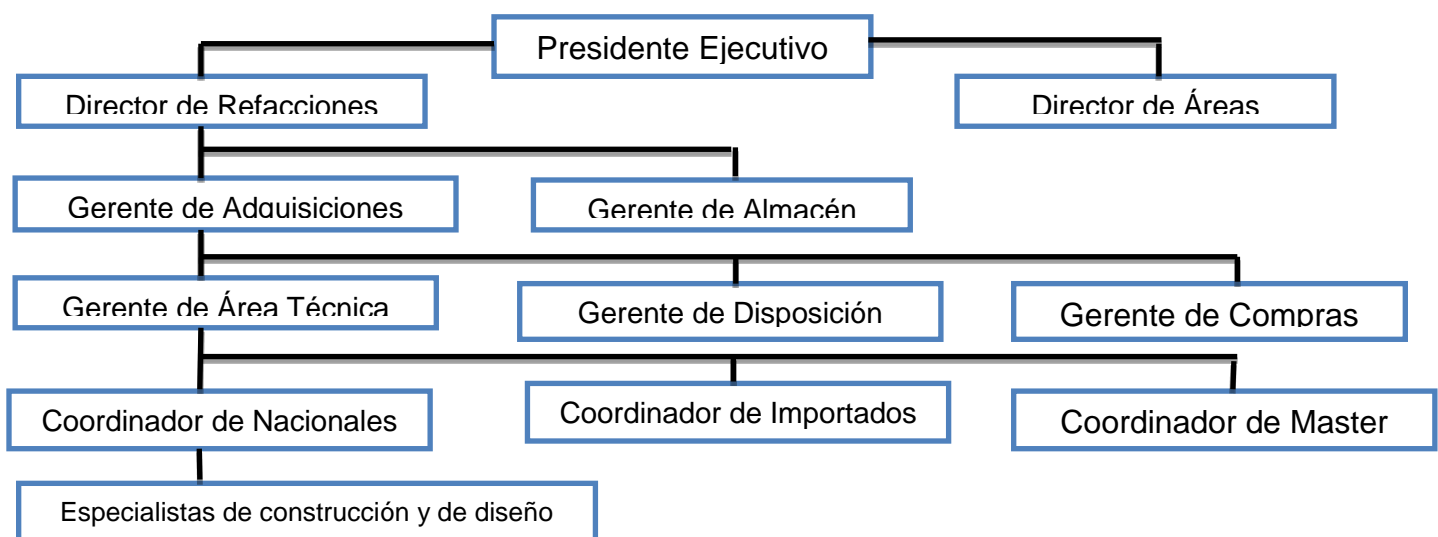 Presidente Ejecutivo
Director de Refacciones
Director de Áreas
Gerente de Adquisiciones
Gerente de Almacén
Gerente de Área Técnica
Gerente de Disposición
Gerente de Compras
Coordinador de Nacionales
Coordinador de Importados
Coordinador de Master
Especialistas de construcción y de diseño